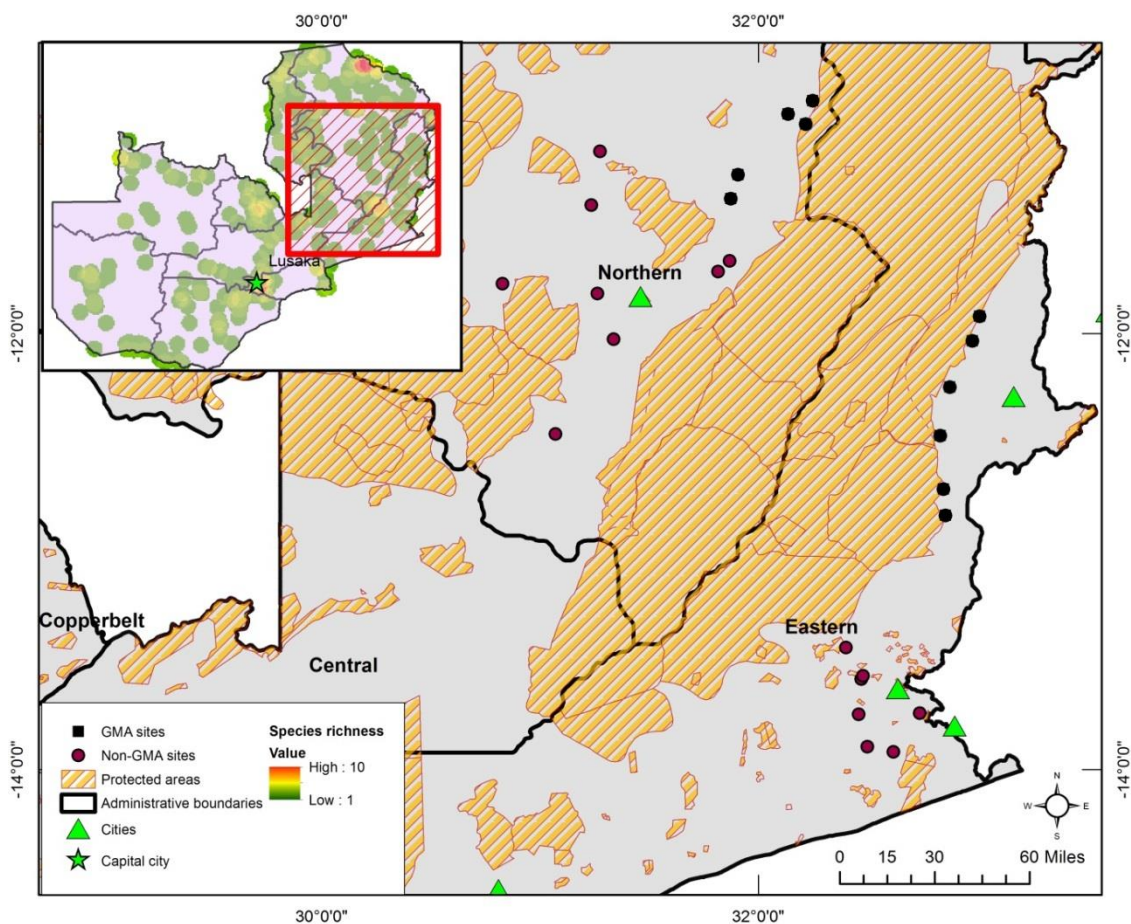 30°0'0"
32°0'0"
Lusaka
Northern
-12°0'0"
-12°0'0"
Copperbelt
Eastern
Central
GMA sites
Non-GMA sites
Protected areas
Administrative boundaries
Cities
Capital city
Species richness
Value
High : 10
Low : 1
-14°0'0"
-14°0'0"
N
W
E
S
0 15 30 60 Miles
30°0'0"
32°0'0"